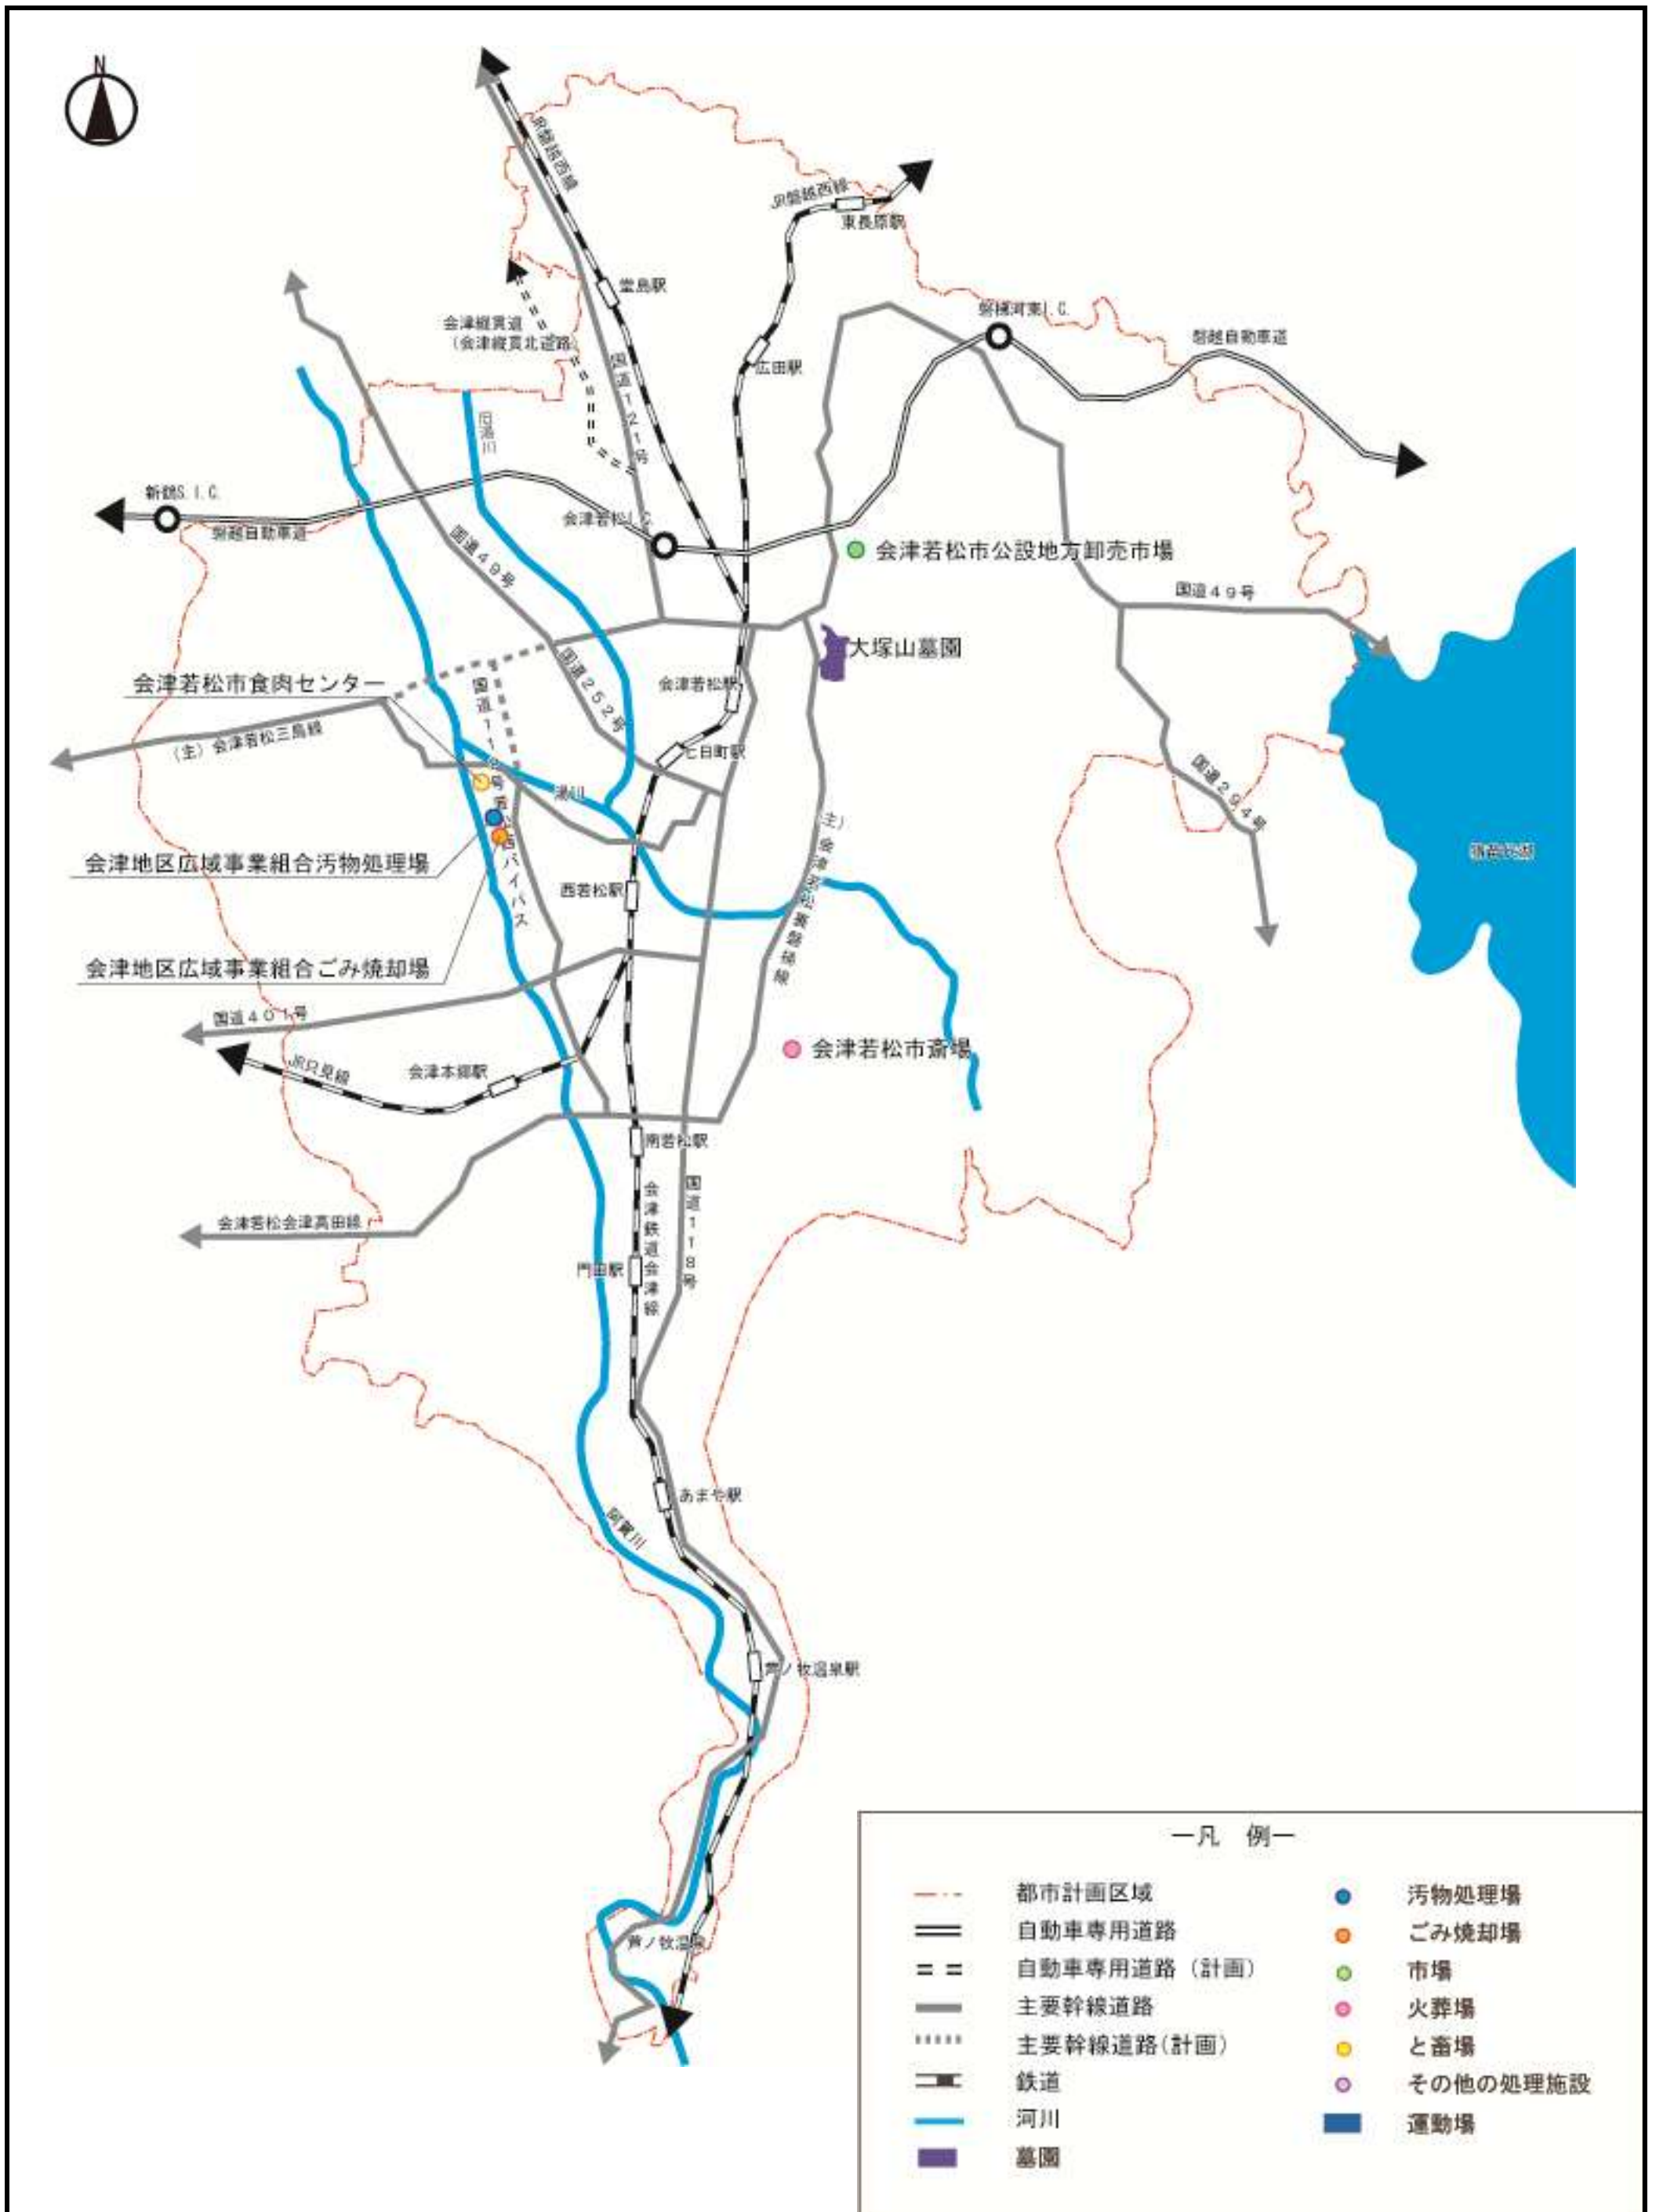 N
JR磐越西線
JR磐越西線
東長原駅
堂島駅
会津縦貫道
(会津縦貫北道路)
磐梯河東I.C.
磐越自動車道
国道121号
広田駅
旧湯川
新鶴S.I.C.
磐越自動車道
会津若松I.C.
国道49号
会津若松市公設地方卸売市場
国道49号
大塚山墓園
国道252号
会津若松市食肉センター
会津若松駅
(主)会津若松三島線
七日町駅
国道294号
湯川
会津地区広域事業組合汚物処理場
西若松駅
会津地区広域事業組合ごみ焼却場
国道401号
会津若松市斎場
JR只見線
会津本郷駅
南若松駅
会津若松会津高田線
会津鉄道会津線
国道118号
門田駅
あまや駅
阿賀川
芦ノ牧温泉駅
芦ノ牧温泉
―凡 例―
都市計画区域
自動車専用道路
自動車専用道路（計画）
主要幹線道路
主要幹線道路（計画）
鉄道
河川
墓園
汚物処理場
ごみ焼却場
市場
火葬場
と畜場
その他の処理施設
運動場